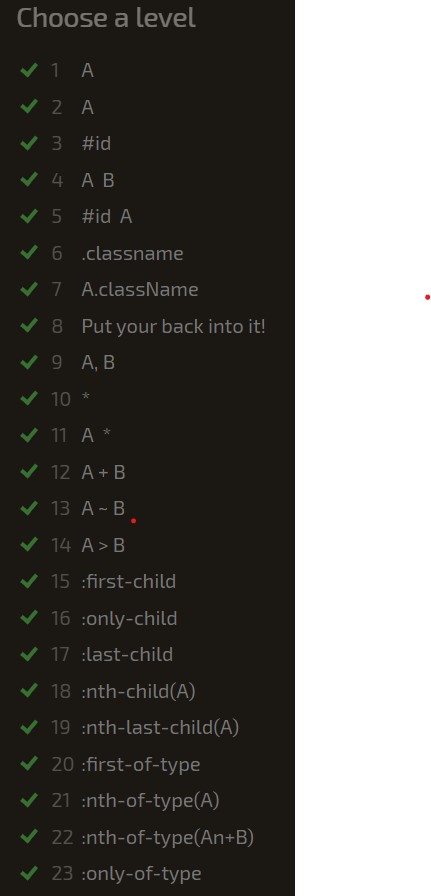 Choose a level
1 A
2 A
3 #id
4 A B
5 #id A
6 .classname
7 A.className
8 Put your back into it!
9 A, B
10 *
11 A *
12 A + B
13 A ~ B
14 A > B
15 :first-child
16 :only-child
17 :last-child
18 :nth-child(A)
19 :nth-last-child(A)
20 :first-of-type
21 :nth-of-type(A)
22 :nth-of-type(An+B)
23 :only-of-type